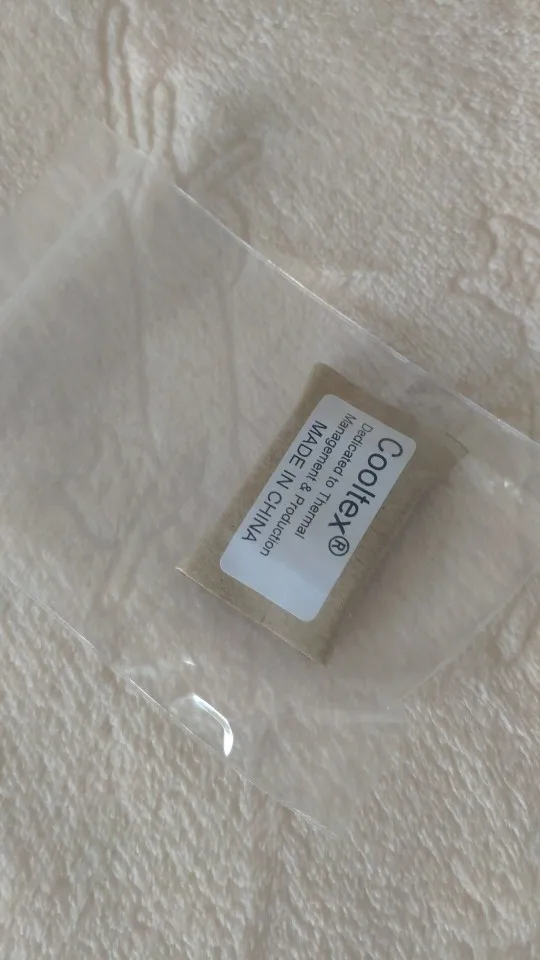 Cooltex®
Dedicated to Thermal
Management & Production
MADE IN CHINA